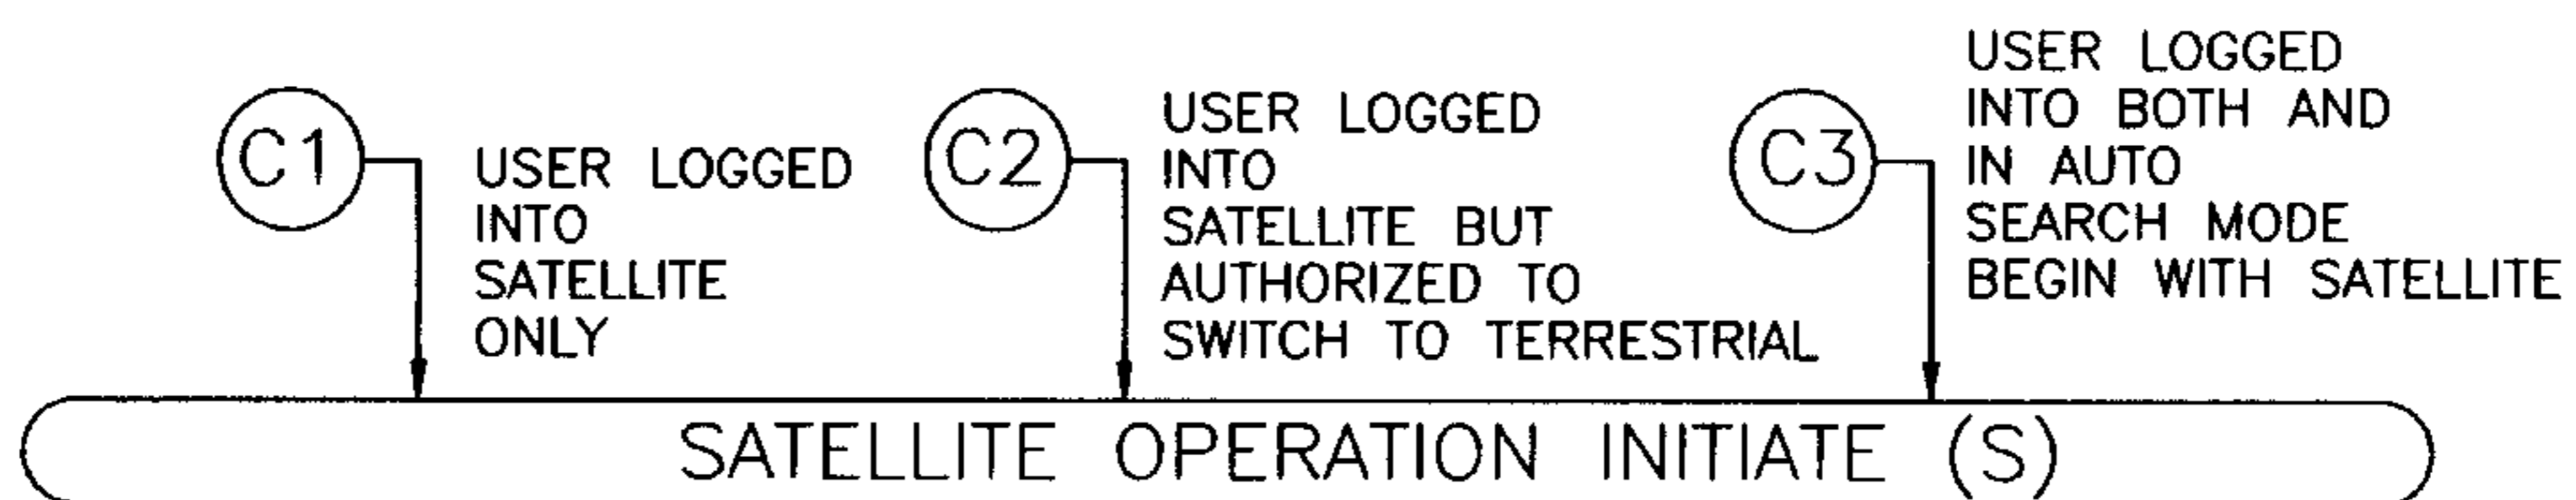 C1
USER LOGGED
INTO
SATELLITE
ONLY
C2
USER LOGGED
INTO
SATELLITE BUT
AUTHORIZED TO
SWITCH TO TERRESTRIAL
C3
USER LOGGED
INTO BOTH AND
IN AUTO
SEARCH MODE
BEGIN WITH SATELLITE
SATELLITE OPERATION INITIATE (S)